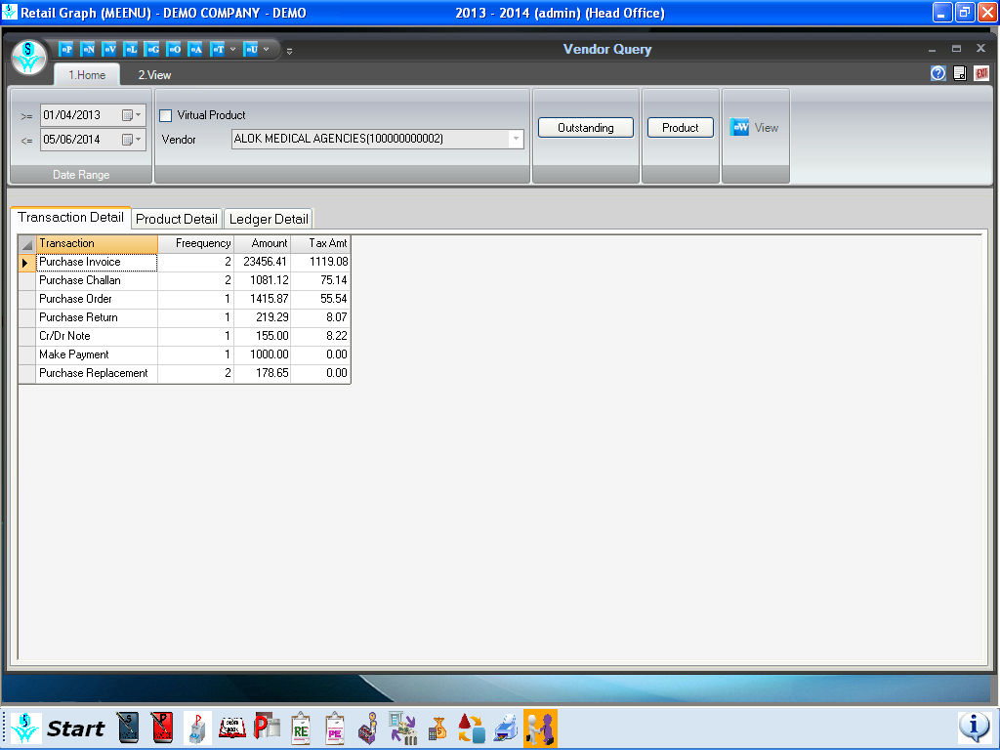 Retail Graph (MEENU) - DEMO COMPANY - DEMO 2013 - 2014 (admin) (Head Office)
S P N V L G O A T U Vendor Query
1.Home 2.View
EXIT
>= 01/04/2013
<= 05/06/2014
Date Range
Virtual Product
Vendor ALOK MEDICAL AGENCIES(100000000002)
Outstanding Product W View
Transaction Detail Product Detail Ledger Detail
Transaction Freequency Amount Tax Amt
Purchase Invoice 2 23456.41 1119.08
Purchase Challan 2 1081.12 75.14
Purchase Order 1 1415.87 55.54
Purchase Return 1 219.29 8.07
Cr/Dr Note 1 155.00 8.22
Make Payment 1 1000.00 0.00
Purchase Replacement 2 178.65 0.00
Start S P P RE PE